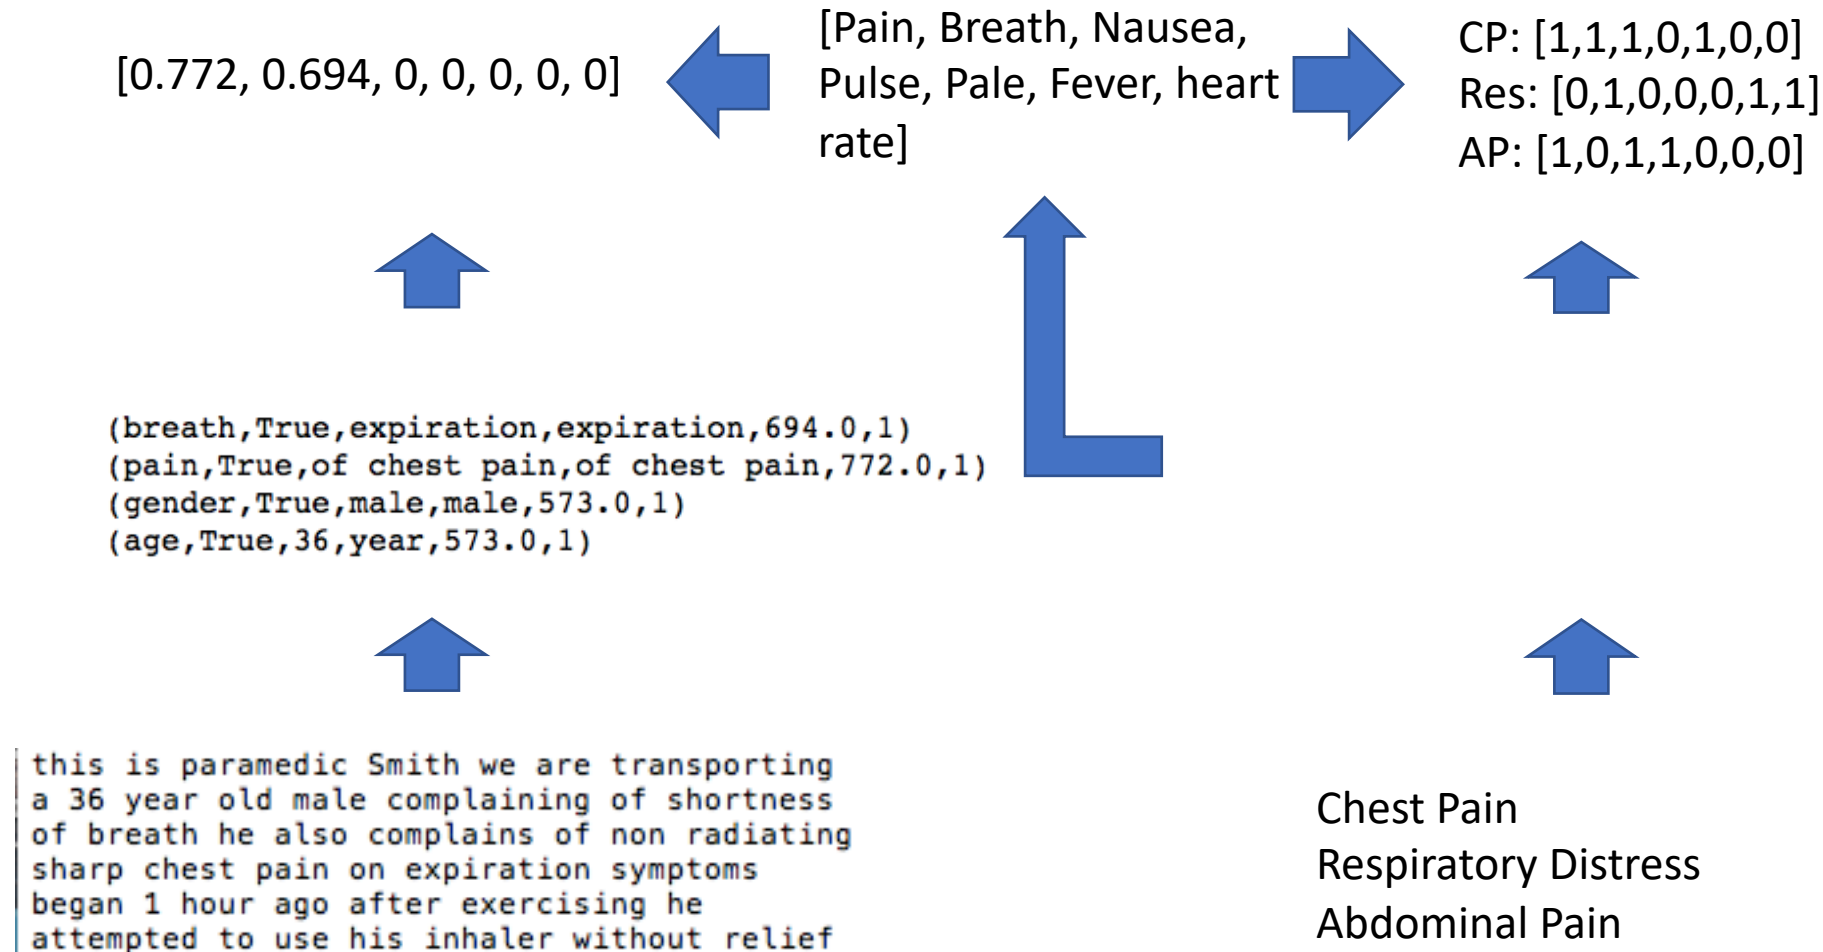 [0.772, 0.694, 0, 0, 0, 0, 0]
[Pain, Breath, Nausea,
Pulse, Pale, Fever, heart
rate]
CP: [1,1,1,0,1,0,0]
Res: [0,1,0,0,0,1,1]
AP: [1,0,1,1,0,0,0]
(breath,True,expiration,expiration,694.0,1)
(pain,True,of chest pain,of chest pain,772.0,1)
(gender,True,male,male,573.0,1)
(age,True,36,year,573.0,1)
this is paramedic Smith we are transporting
a 36 year old male complaining of shortness
of breath he also complains of non radiating
sharp chest pain on expiration symptoms
began 1 hour ago after exercising he
attempted to use his inhaler without relief
Chest Pain
Respiratory Distress
Abdominal Pain